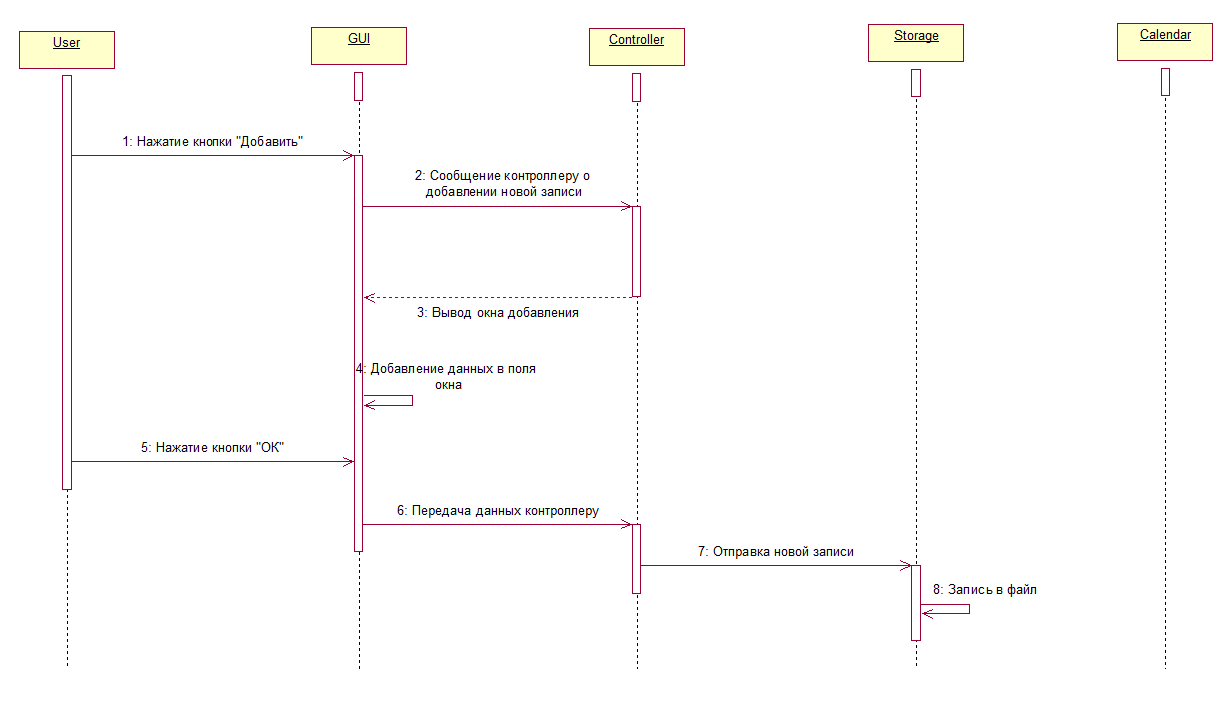 User
GUI
Controller
Storage
Calendar
1: Нажатие кнопки "Добавить"
2: Сообщение контроллеру о
добавлении новой записи
3: Вывод окна добавления
4: Добавление данных в поля
окна
5: Нажатие кнопки "ОК"
6: Передача данных контроллеру
7: Отправка новой записи
8: Запись в файл